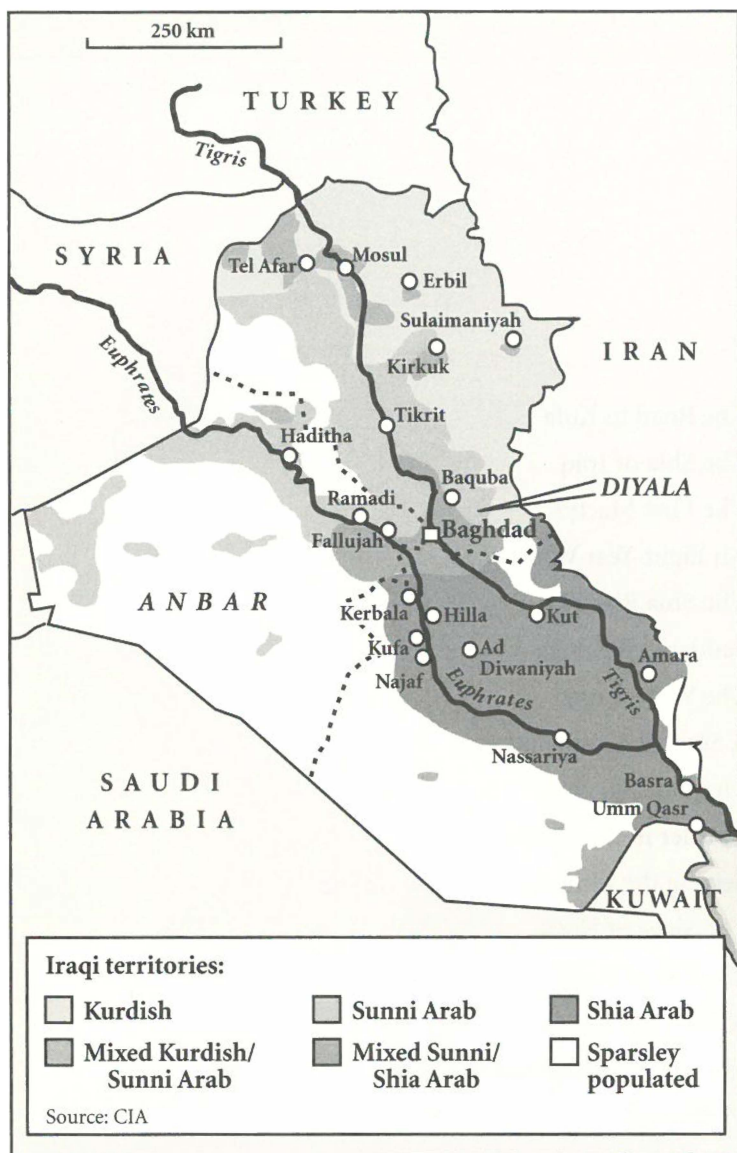 250 km
TURKEY
Tigris
SYRIA
Tel Afar
Mosul
Erbil
Sulaimaniyah
IRAN
Euphrates
Kirkuk
Tikrit
Haditha
Baquba
DIYALA
Ramadi
Baghdad
Fallujah
ANBAR
Kerbala
Hilla
Kut
Kufa
Ad
Diwaniyah
Amara
Najaf
Euphrates
Tigris
Nassariya
SAUDI
ARABIA
Basra
Umm Qasr
KUWAIT
Iraqi territories:
Kurdish
Sunni Arab
Shia Arab
Mixed Kurdish/
Sunni Arab
Mixed Sunni/
Shia Arab
Sparsley
populated
Source: CIA